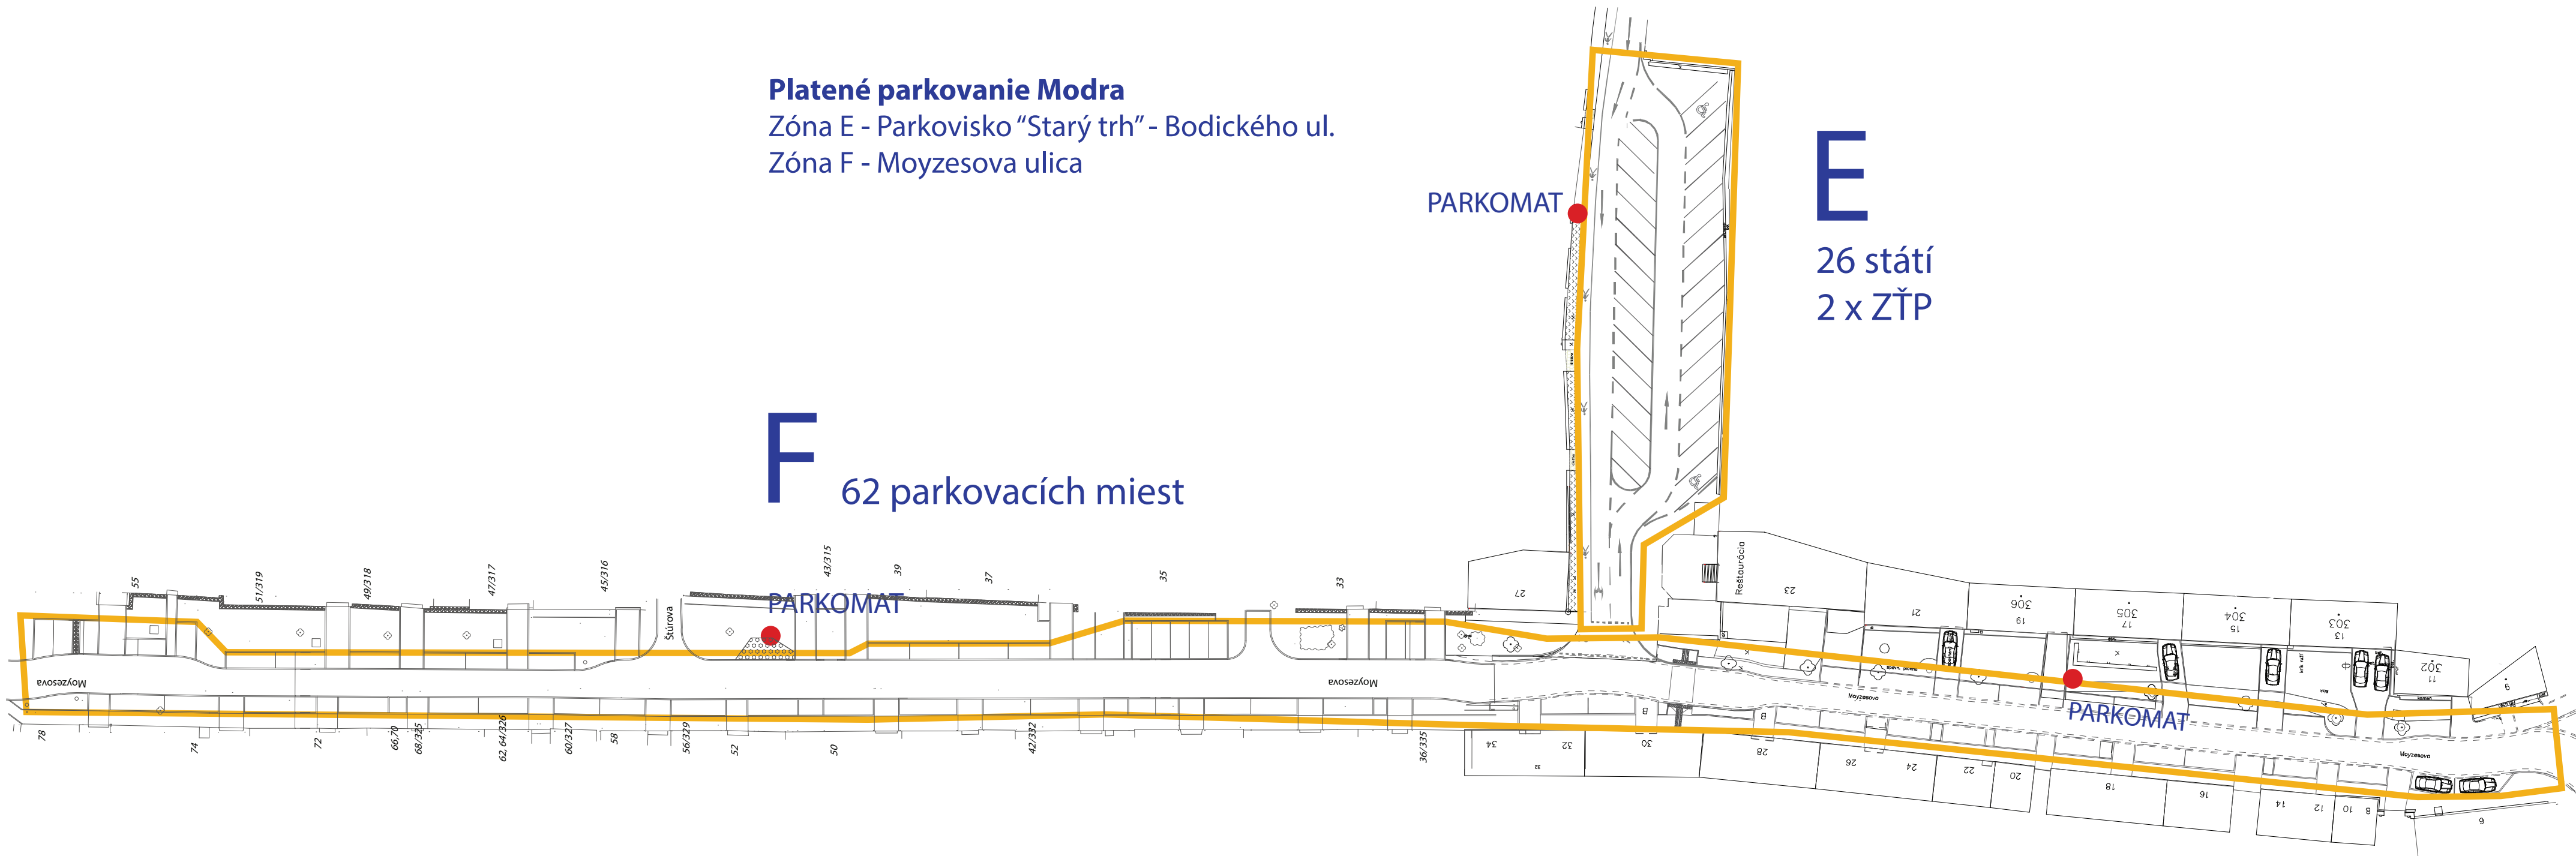 Platené parkovanie Modra
Zóna E - Parkovisko “Starý trh” - Bodického ul.
Zóna F - Moyzesova ulica
PARKOMAT
E
26 státí
2 x ZŤP
F
62 parkovacích miest
55
51/319
49/318
47/317
45/316
Štúrova
PARKOMAT
43/315
39
37
35
33
27
Reštaurácia
23
21
306
19
305
17
304
15
303
13
302
11
9
Moyzesova
Moyzesova
Moyzesova
PARKOMAT
Moyzesova
B
B
78
74
72
66,70
68/325
62, 64/326
60/327
58
56/329
52
50
42/332
36/335
34
32
32
30
28
26
24
22
20
18
16
14
12
10
8
6